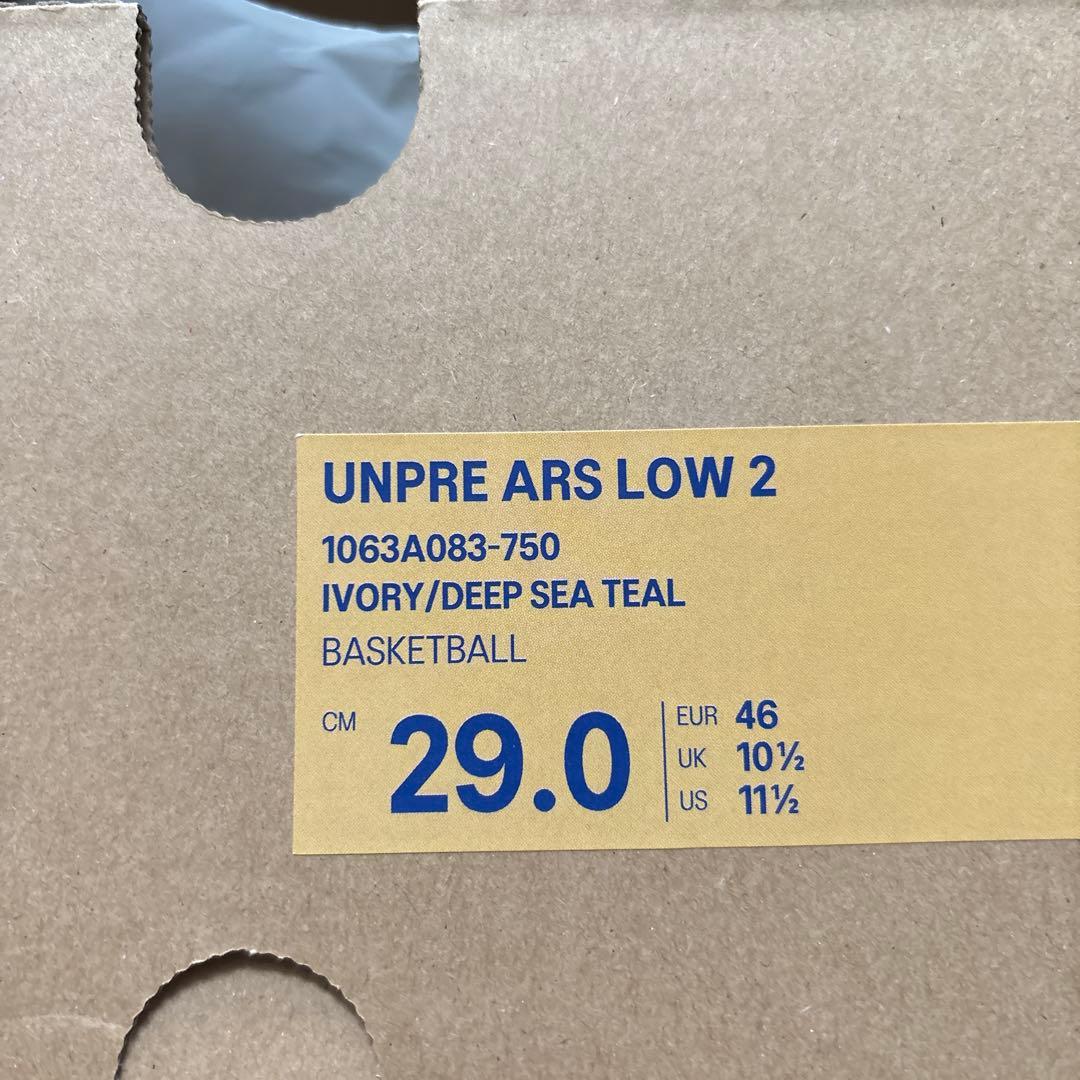 UNPRE ARS LOW 2
1063A083-750
IVORY/DEEP SEA TEAL
BASKETBALL
CM 29.0
EUR 46
UK 10½
US 11½